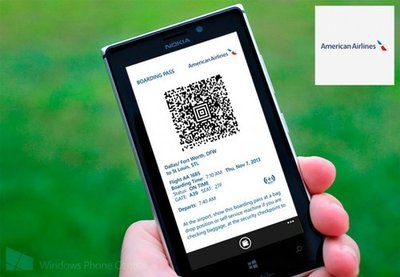 NOKIA
American Airlines
BOARDING PASS
American Airlines
Dallas/ Fort Worth, DFW
to St Louis, STL
Flight AA 1685
Boarding Time: 7:10 AM Thu, Nov 7, 2013
Status: ON TIME
GATE: A39 SEAT: 27F
Departs: 7:40 AM
At the airport, show this boarding pass at a bag
drop position or self service machine if you are
checking baggage, at the security checkpoint to
Windows Phone